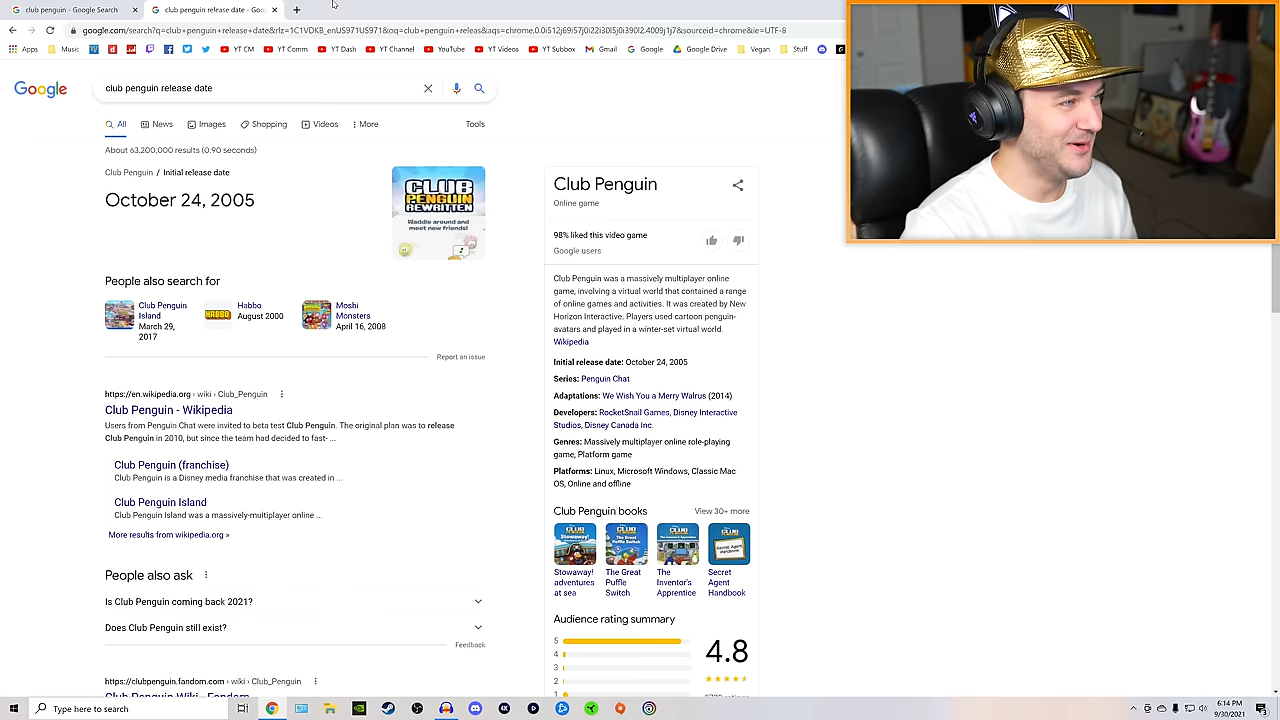 club penguin - Google Search
club penguin release date - Goo
google.com/search?q=club+penguin+release+date&rlz=1C1VDKB_enUS971US971&oq=club+penguin+releas&aqs=chrome.0.0i512j69i57j0i22i30l5j0i390l2.4009j1j7&sourceid=chrome&ie=UTF-8
Apps Music YT CM YT Comm YT Dash YT Channel YouTube YT Videos YT Subbox Gmail Google Google Drive Vegan Stuff
Google
club penguin release date
All News Images Shopping Videos More Tools
About 63,200,000 results (0.90 seconds)
Club Penguin / Initial release date
October 24, 2005
CLUB
PENGUIN
REWRITTEN
Waddle around and
meet new friends!
People also search for
Club Penguin
Island
March 29,
2017
HABBO
Habbo
August 2000
Moshi
Monsters
April 16, 2008
Report an issue
https://en.wikipedia.org › wiki › Club_Penguin
Club Penguin - Wikipedia
Users from Penguin Chat were invited to beta test Club Penguin. The original plan was to release
Club Penguin in 2010, but since the team had decided to fast- ...
Club Penguin (franchise)
Club Penguin is a Disney media franchise that was created in ...
Club Penguin Island
Club Penguin Island was a massively-multiplayer online ...
More results from wikipedia.org »
People also ask
Is Club Penguin coming back 2021?
Does Club Penguin still exist?
Feedback
https://clubpenguin.fandom.com › wiki › Club_Penguin
Club Penguin Wiki - Fandom
Club Penguin
Online game
98% liked this video game
Google users
Club Penguin was a massively multiplayer online
game, involving a virtual world that contained a range
of online games and activities. It was created by New
Horizon Interactive. Players used cartoon penguin-
avatars and played in a winter-set virtual world.
Wikipedia
Initial release date: October 24, 2005
Series: Penguin Chat
Adaptations: We Wish You a Merry Walrus (2014)
Developers: RocketSnail Games, Disney Interactive
Studios, Disney Canada Inc.
Genres: Massively multiplayer online role-playing
game, Platform game
Platforms: Linux, Microsoft Windows, Classic Mac
OS, Online and offline
Club Penguin books View 30+ more
Stowaway!
adventures
at sea
The Great
Puffle
Switch
The
Inventor's
Apprentice
Secret
Agent
Handbook
Audience rating summary
5
4
3
2
1
4.8
Type here to search
6:14 PM
9/30/2021